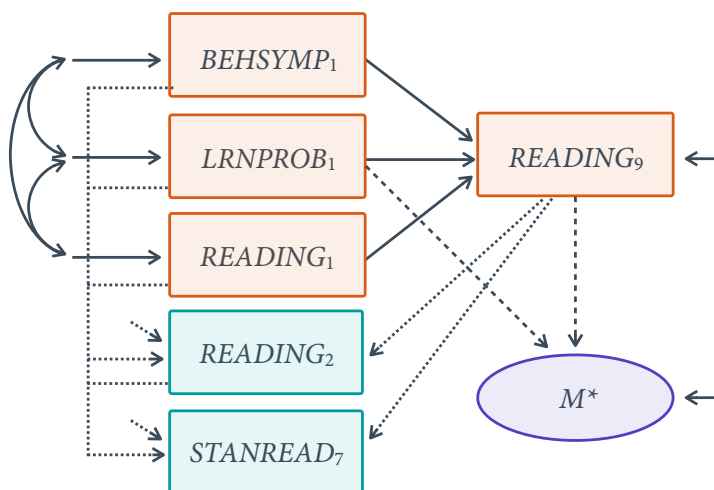 BEHSYMP₁
LRNPROB₁
READING₉
READING₁
READING₂
M*
STANREAD₇